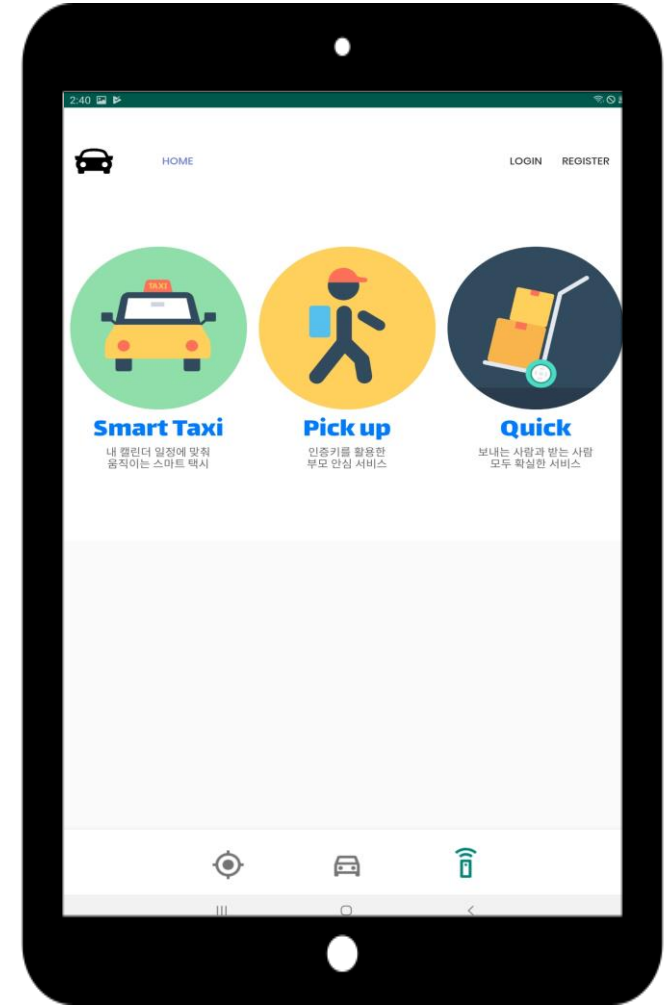 2:40
HOME
LOGIN REGISTER
TAXI
Smart Taxi
내 캘린더 일정에 맞춰
움직이는 스마트 택시
Pick up
인증키를 활용한
부모 안심 서비스
Quick
보내는 사람과 받는 사람
모두 확실한 서비스